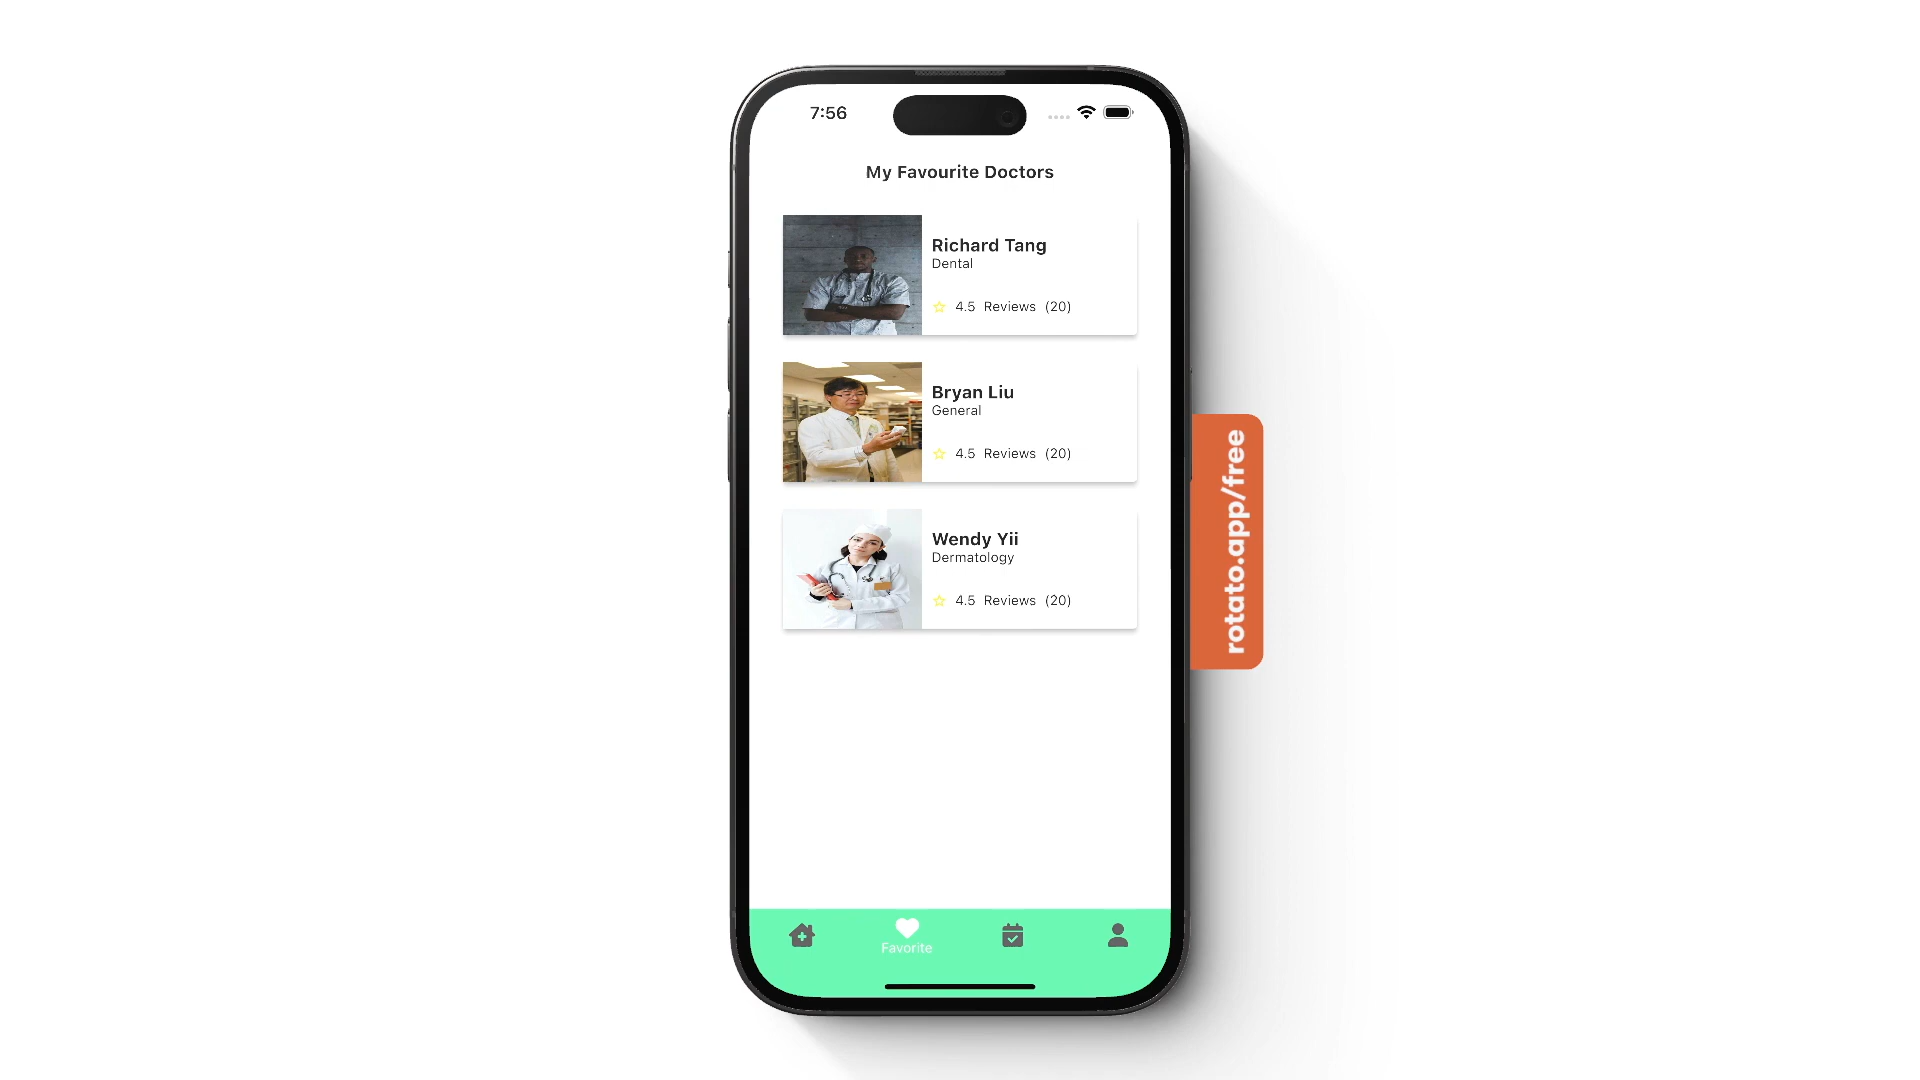 7:56
My Favourite Doctors
Richard Tang
Dental
4.5 Reviews (20)
Bryan Liu
General
4.5 Reviews (20)
Wendy Yii
Dermatology
4.5 Reviews (20)
Favorite
rotato.app/free